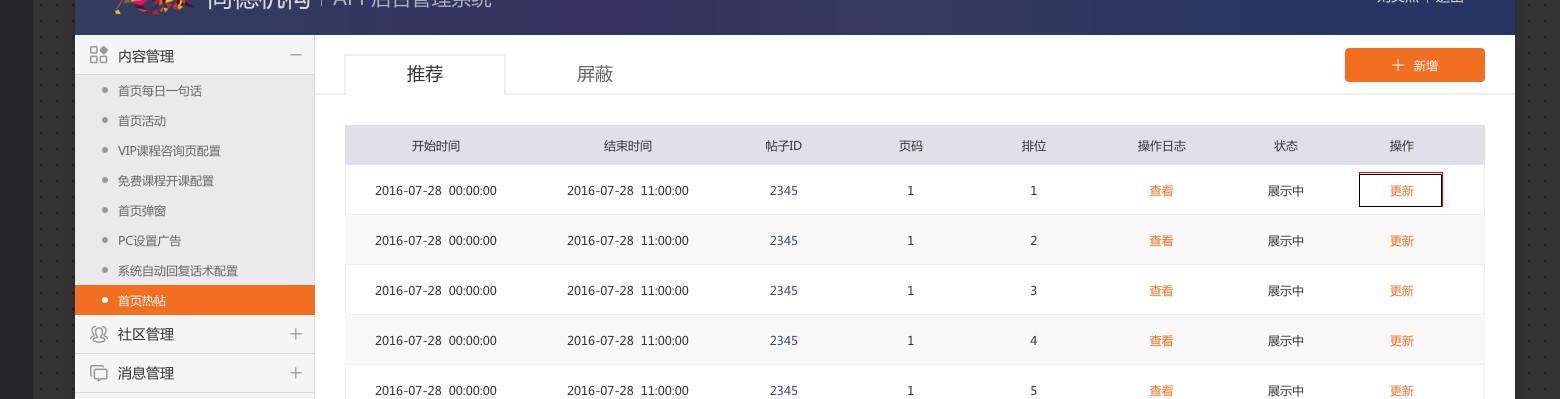 尚德机构 | APP后台管理系统
内容管理
首页每日一句话
首页活动
VIP课程咨询页配置
免费课程开课配置
首页弹窗
PC设置广告
系统自动回复话术配置
首页热帖
社区管理
消息管理
推荐 屏蔽
新增
开始时间 结束时间 帖子ID 页码 排位 操作日志 状态 操作
2016-07-28 00:00:00 2016-07-28 11:00:00 2345 1 1 查看 展示中 更新
2016-07-28 00:00:00 2016-07-28 11:00:00 2345 1 2 查看 展示中 更新
2016-07-28 00:00:00 2016-07-28 11:00:00 2345 1 3 查看 展示中 更新
2016-07-28 00:00:00 2016-07-28 11:00:00 2345 1 4 查看 展示中 更新
2016-07-28 00:00:00 2016-07-28 11:00:00 2345 1 5 查看 展示中 更新